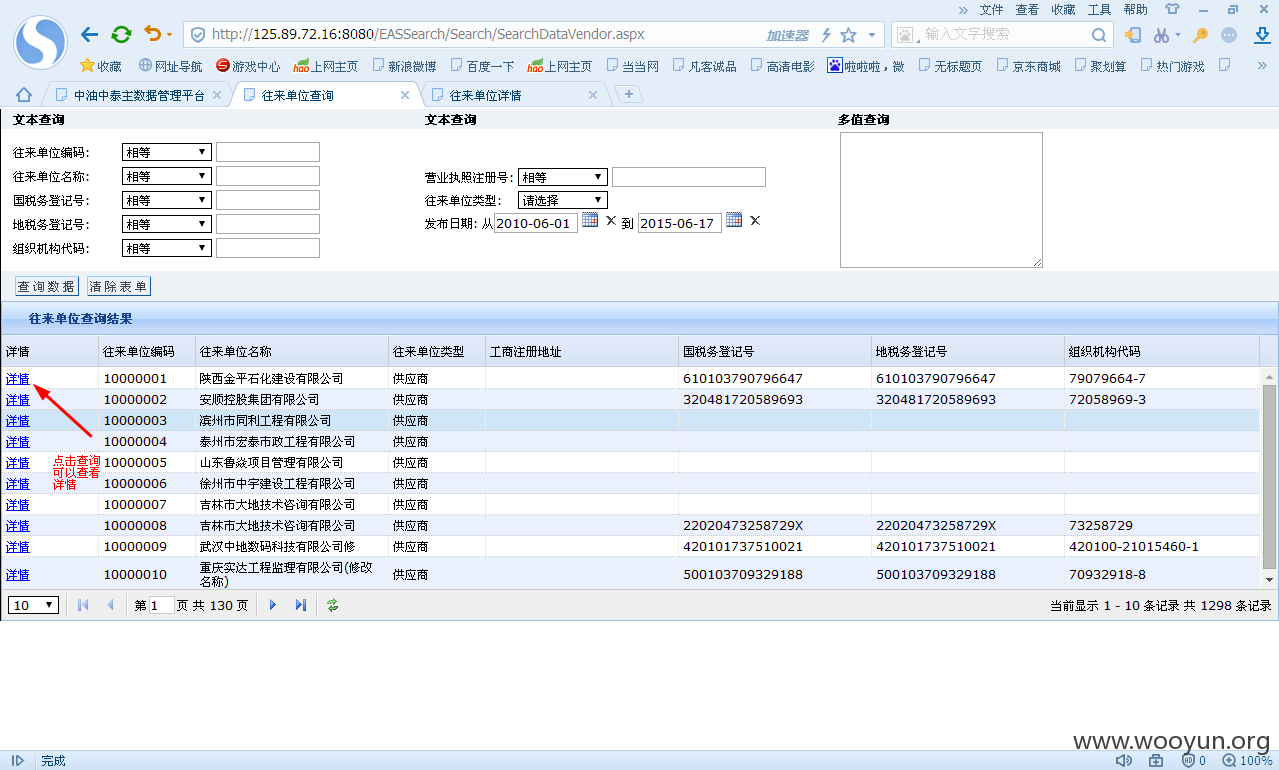 » 文件 查看 收藏 工具 帮助
http://125.89.72.16:8080/EASSearch/Search/SearchDataVendor.aspx 加速器 输入文字搜索
收藏 网址导航 游戏中心 hao上网主页 新浪微博 百度一下 hao上网主页 当当网 凡客诚品 高清电影 啦啦啦，微 无标题页 京东商城 聚划算 热门游戏 »
中油中泰主数据管理平台 × 往来单位查询 × 往来单位详情 × +
文本查询 文本查询 多值查询
往来单位编码: 相等
往来单位名称: 相等 营业执照注册号: 相等
国税务登记号: 相等 往来单位类型: 请选择
地税务登记号: 相等 发布日期: 从 2010-06-01 X 到 2015-06-17 X
组织机构代码: 相等
查询数据 清除表单
往来单位查询结果
详情 往来单位编码 往来单位名称 往来单位类型 工商注册地址 国税务登记号 地税务登记号 组织机构代码
详情 10000001 陕西金平石化建设有限公司 供应商 610103790796647 610103790796647 79079664-7
详情 10000002 安顺控股集团有限公司 供应商 320481720589693 320481720589693 72058969-3
详情 10000003 滨州市同利工程有限公司 供应商
详情 10000004 泰州市宏泰市政工程有限公司 供应商
详情 10000005 山东鲁焱项目管理有限公司 供应商
详情 10000006 徐州市中宇建设工程有限公司 供应商
详情 10000007 吉林市大地技术咨询有限公司 供应商
详情 10000008 吉林市大地技术咨询有限公司 供应商 22020473258729X 22020473258729X 73258729
详情 10000009 武汉中地数码科技有限公司修 供应商 420101737510021 420101737510021 420100-21015460-1
详情 10000010 重庆实达工程监理有限公司(修改名称) 供应商 500103709329188 500103709329188 70932918-8
点击查询
可以查看
详情
10 第 1 页 共 130 页 当前显示 1 - 10 条记录 共 1298 条记录
www.wooyun.org
完成 0 100%